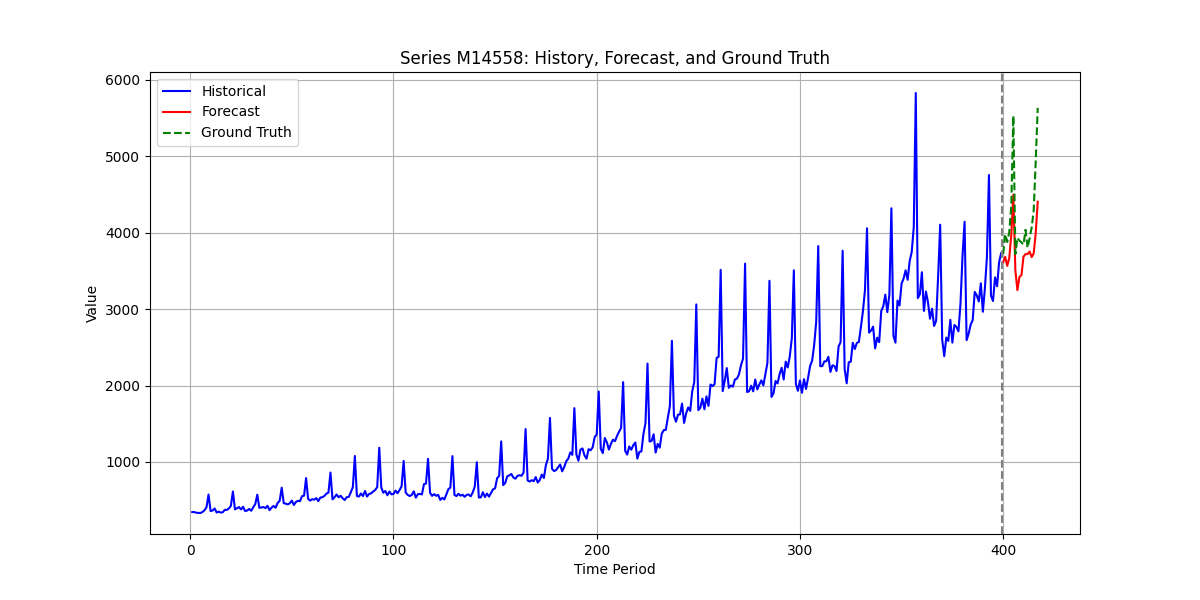 Series M14558: History, Forecast, and Ground Truth
Historical
Forecast
Ground Truth
6000
5000
4000
3000
2000
1000
Value
0 100 200 300 400
Time Period